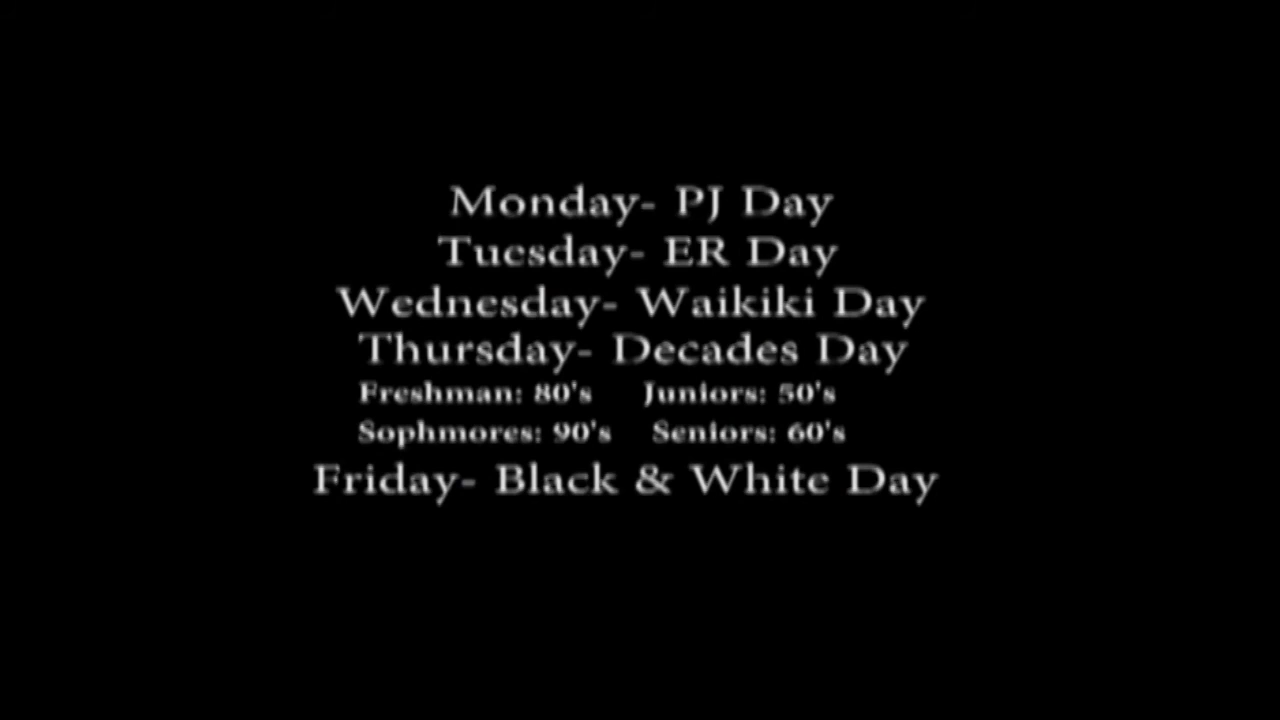 Monday- PJ Day
Tuesday- ER Day
Wednesday- Waikiki Day
Thursday- Decades Day
Freshman: 80's Juniors: 50's
Sophmores: 90's Seniors: 60's
Friday- Black & White Day